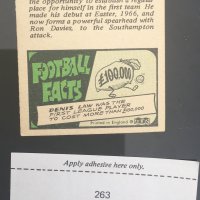 the opportunity to establish a regular
place for himself in the first team. He
made his debut at Easter, 1966, and
now forms a powerful spearhead with
Ron Davies, to the Southampton
attack.
FOOTBALL
FACTS
£100,000
DENIS LAW WAS THE
FIRST LEAGUE PLAYER
TO COST MORE THAN £100,000
Printed in England
Apply adhesive here only.
263